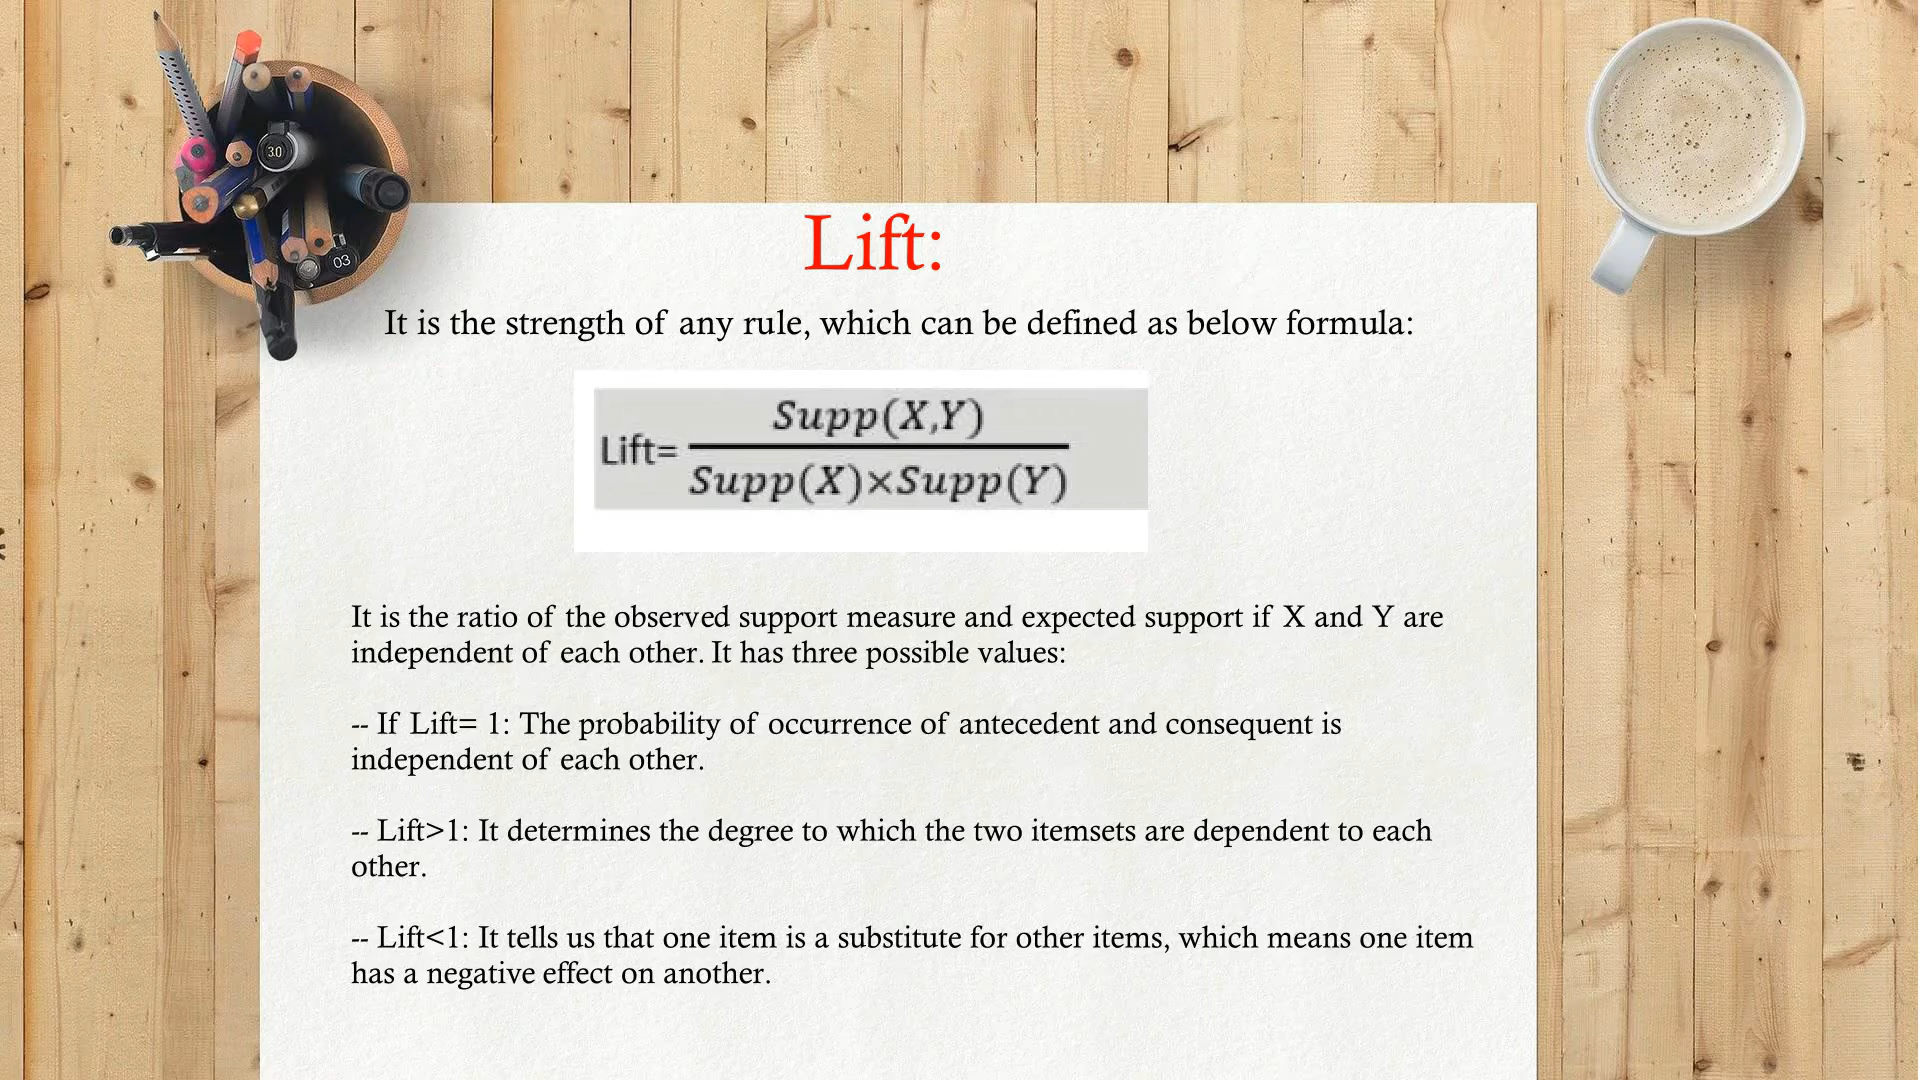 3.0
03
Lift:
It is the strength of any rule, which can be defined as below formula:
Supp(X,Y)
Lift=
Supp(X)×Supp(Y)
It is the ratio of the observed support measure and expected support if X and Y are
independent of each other. It has three possible values:
-- If Lift= 1: The probability of occurrence of antecedent and consequent is
independent of each other.
-- Lift>1: It determines the degree to which the two itemsets are dependent to each
other.
-- Lift<1: It tells us that one item is a substitute for other items, which means one item
has a negative effect on another.